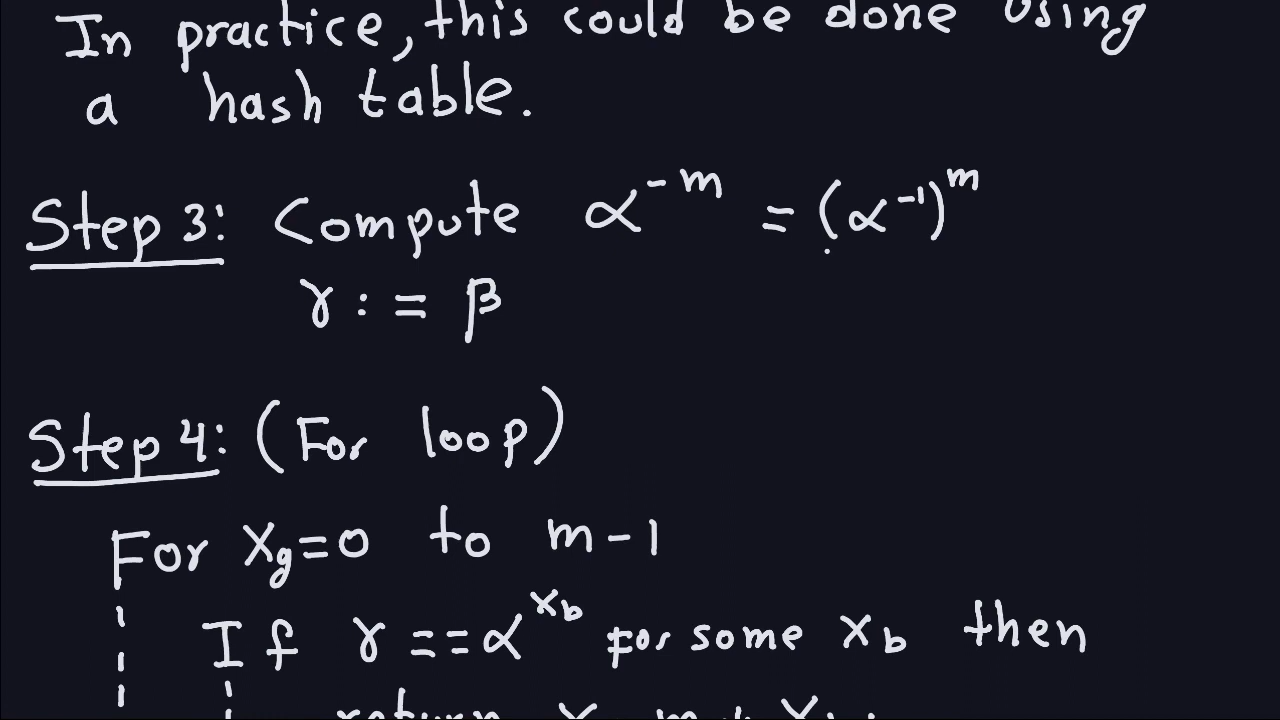 In practice, this could be done using
a hash table.
Step 3: Compute α^{-m} = (α^{-1})^m
γ := β
Step 4: (For loop)
For x_g = 0 to m - 1
If γ == α^{x_b} for some x_b then
return